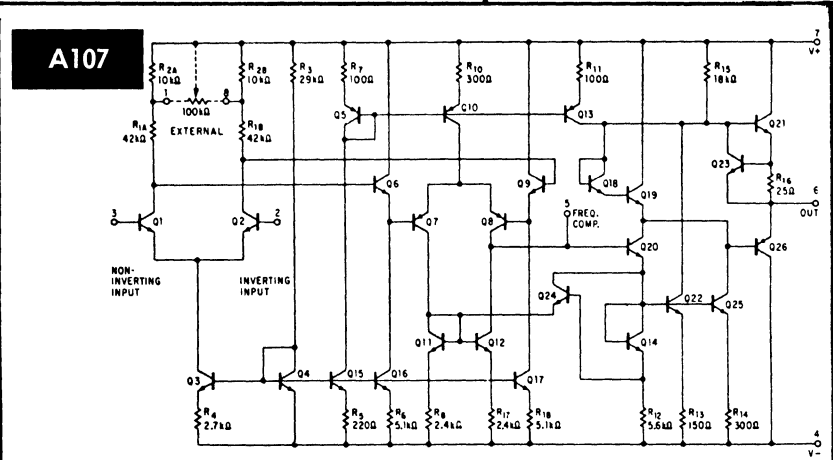 A107
7
V+
R2A
10kΩ
R2B
10kΩ
R3
29kΩ
R7
100Ω
R10
300Ω
R11
100Ω
R15
18kΩ
1
8
100kΩ
EXTERNAL
R1A
42kΩ
R1B
42kΩ
Q5
Q10
Q13
Q21
Q23
R16
25Ω
6
OUT
Q6
Q9
Q18
Q19
5
FREQ.
COMP.
3
Q1
Q2
2
Q7
Q8
Q20
Q26
NON-
INVERTING
INPUT
INVERTING
INPUT
Q24
Q22
Q25
Q11
Q12
Q14
Q3
Q4
Q15
Q16
Q17
R4
2.7kΩ
R5
220Ω
R6
5.1kΩ
R8
2.4kΩ
R17
2.4kΩ
R18
5.1kΩ
R12
5.6kΩ
R13
150Ω
R14
300Ω
4
V-